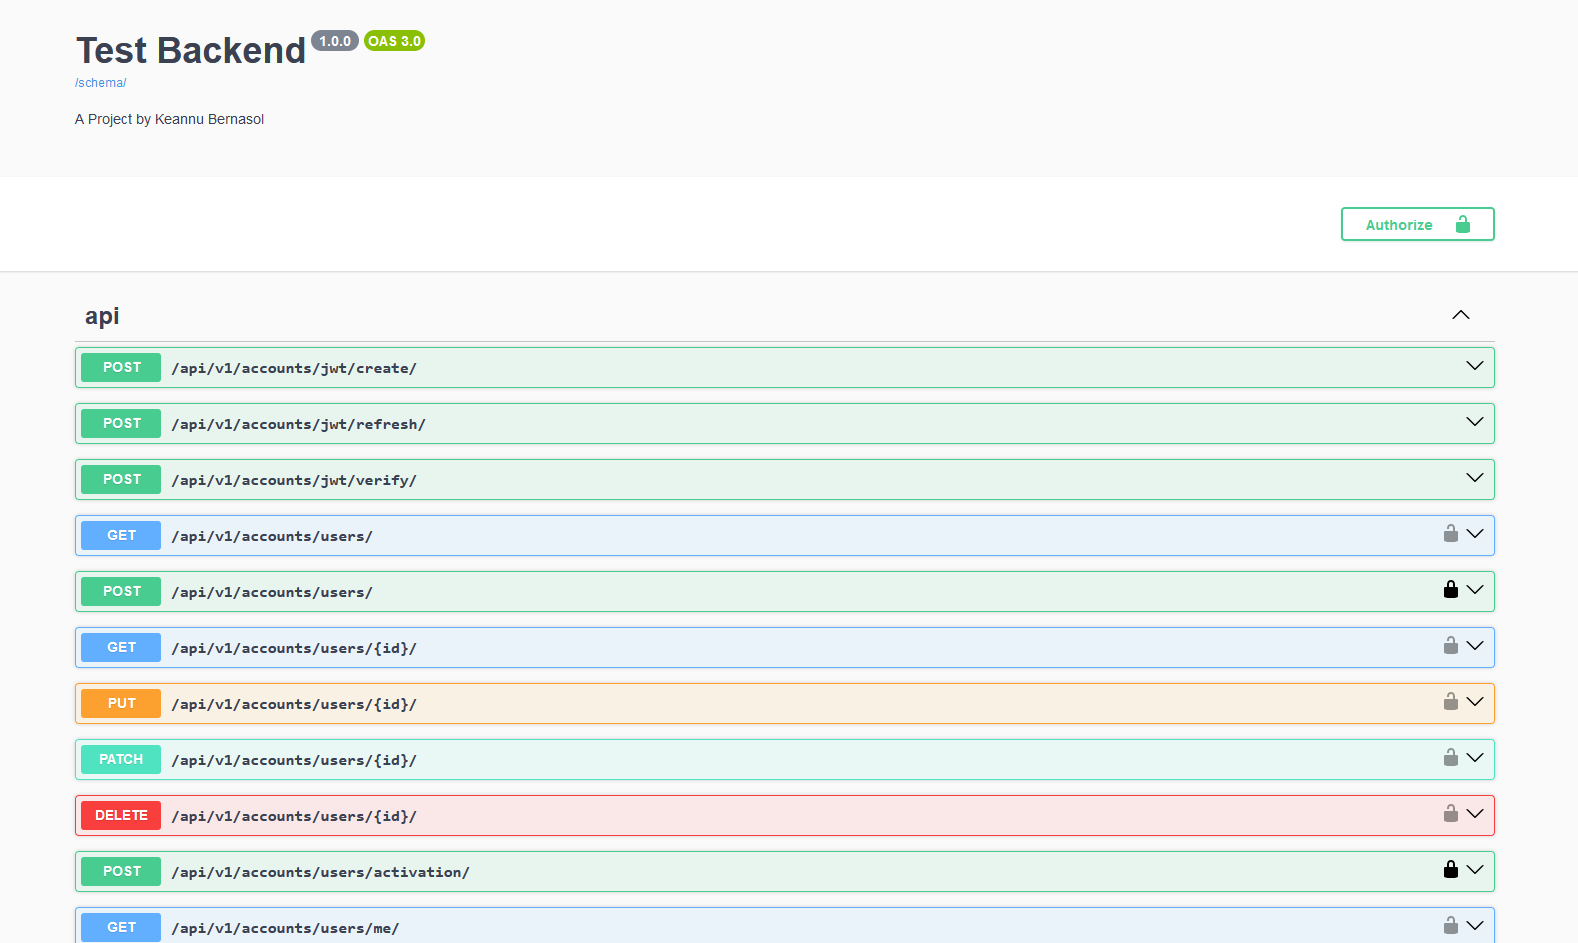 Test Backend 1.0.0 OAS 3.0
/schema/
A Project by Keannu Bernasol
Authorize
api
POST /api/v1/accounts/jwt/create/
POST /api/v1/accounts/jwt/refresh/
POST /api/v1/accounts/jwt/verify/
GET /api/v1/accounts/users/
POST /api/v1/accounts/users/
GET /api/v1/accounts/users/{id}/
PUT /api/v1/accounts/users/{id}/
PATCH /api/v1/accounts/users/{id}/
DELETE /api/v1/accounts/users/{id}/
POST /api/v1/accounts/users/activation/
GET /api/v1/accounts/users/me/